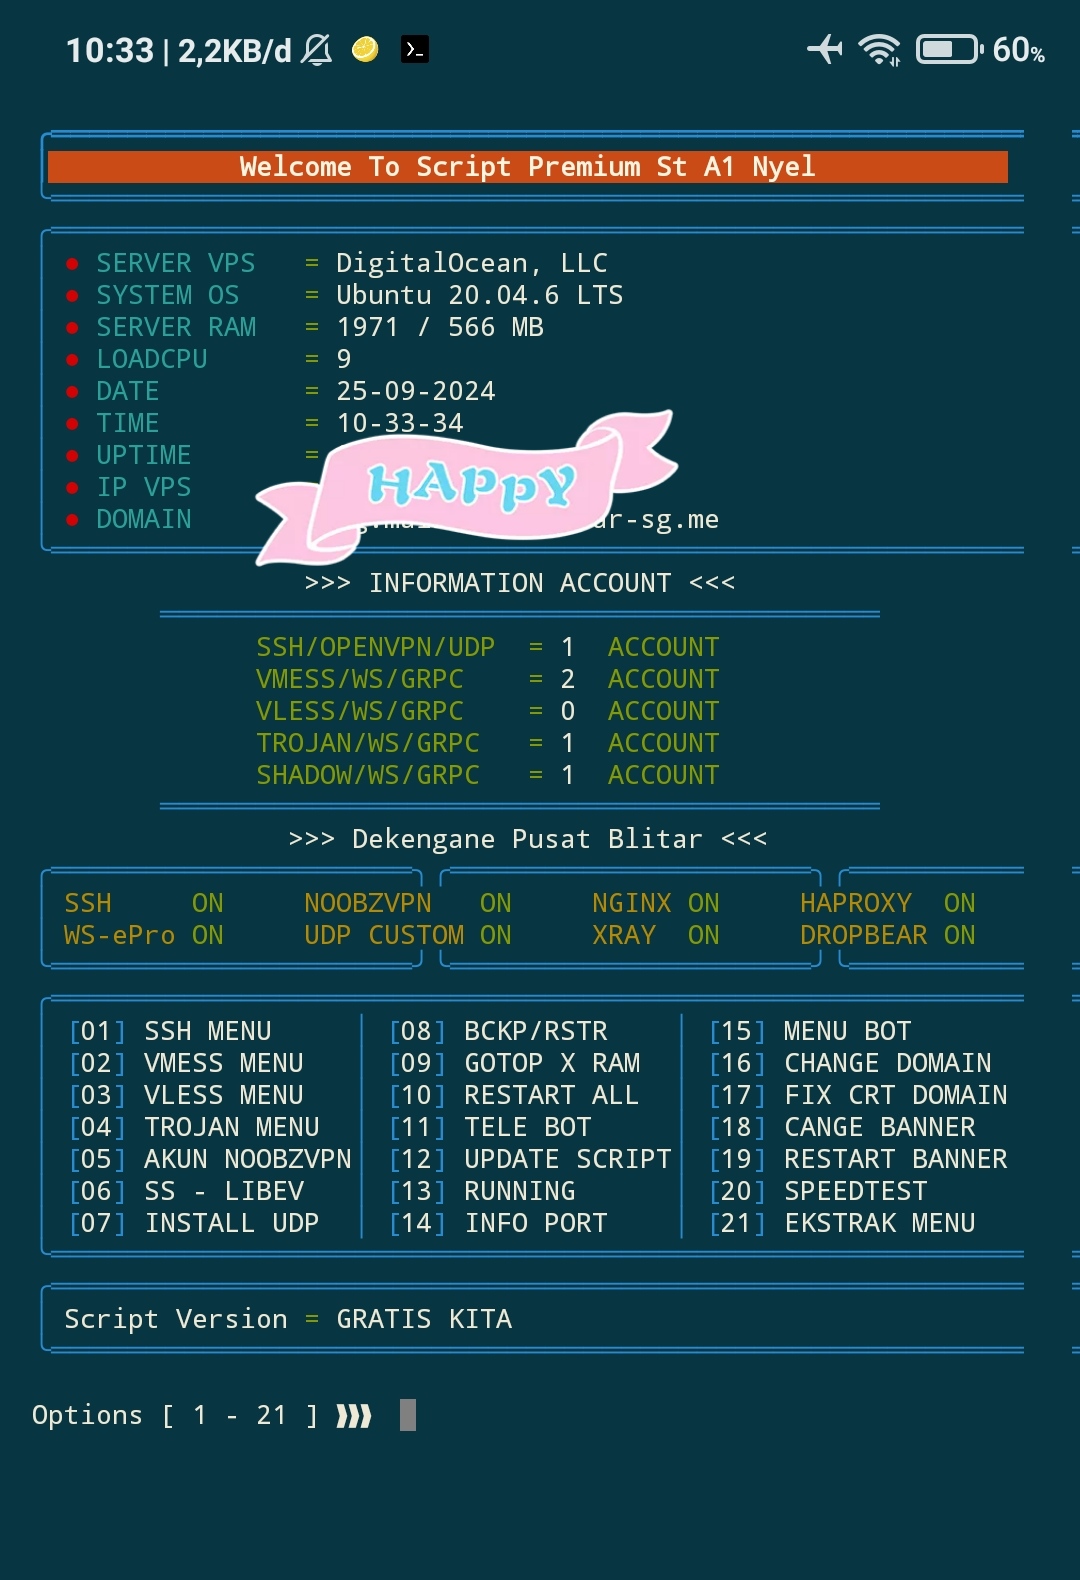 10:33 | 2,2KB/d 60%
Welcome To Script Premium St A1 Nyel
● SERVER VPS = DigitalOcean, LLC
● SYSTEM OS = Ubuntu 20.04.6 LTS
● SERVER RAM = 1971 / 566 MB
● LOADCPU = 9
● DATE = 25-09-2024
● TIME = 10-33-34
● UPTIME =
HAPPY
● IP VPS
● DOMAIN r-sg.me
>>> INFORMATION ACCOUNT <<<
SSH/OPENVPN/UDP = 1 ACCOUNT
VMESS/WS/GRPC = 2 ACCOUNT
VLESS/WS/GRPC = 0 ACCOUNT
TROJAN/WS/GRPC = 1 ACCOUNT
SHADOW/WS/GRPC = 1 ACCOUNT
>>> Dekengane Pusat Blitar <<<
SSH ON NOOBZVPN ON NGINX ON HAPROXY ON
WS-ePro ON UDP CUSTOM ON XRAY ON DROPBEAR ON
[01] SSH MENU [08] BCKP/RSTR [15] MENU BOT
[02] VMESS MENU [09] GOTOP X RAM [16] CHANGE DOMAIN
[03] VLESS MENU [10] RESTART ALL [17] FIX CRT DOMAIN
[04] TROJAN MENU [11] TELE BOT [18] CANGE BANNER
[05] AKUN NOOBZVPN [12] UPDATE SCRIPT [19] RESTART BANNER
[06] SS - LIBEV [13] RUNNING [20] SPEEDTEST
[07] INSTALL UDP [14] INFO PORT [21] EKSTRAK MENU
Script Version = GRATIS KITA
Options [ 1 - 21 ] ❱❱❱